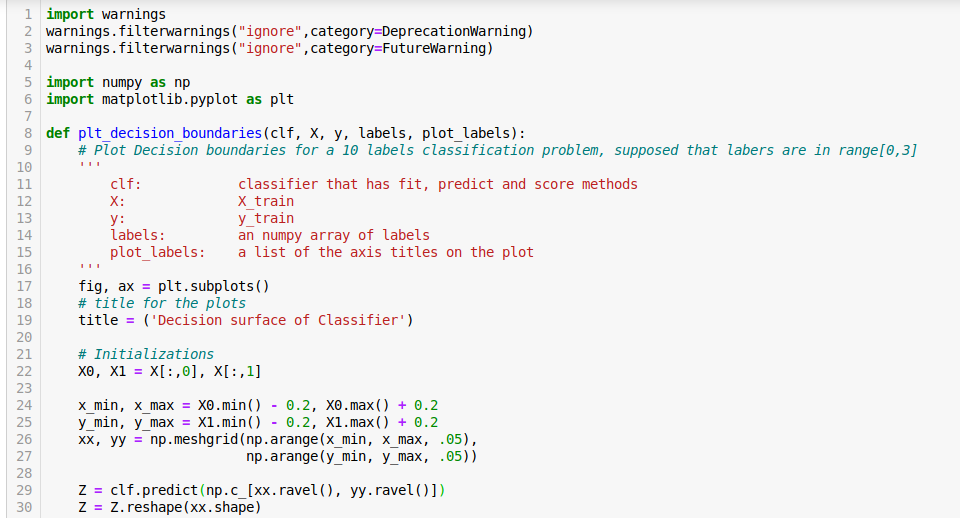 1 import warnings
2 warnings.filterwarnings("ignore",category=DeprecationWarning)
3 warnings.filterwarnings("ignore",category=FutureWarning)
4
5 import numpy as np
6 import matplotlib.pyplot as plt
7
8 def plt_decision_boundaries(clf, X, y, labels, plot_labels):
9     # Plot Decision boundaries for a 10 labels classification problem, supposed that labers are in range[0,3]
10     '''
11         clf:            classifier that has fit, predict and score methods
12         X:              X_train
13         y:              y_train
14         labels:         an numpy array of labels
15         plot_labels:    a list of the axis titles on the plot
16     '''
17     fig, ax = plt.subplots()
18     # title for the plots
19     title = ('Decision surface of Classifier')
20
21     # Initializations
22     X0, X1 = X[:,0], X[:,1]
23
24     x_min, x_max = X0.min() - 0.2, X0.max() + 0.2
25     y_min, y_max = X1.min() - 0.2, X1.max() + 0.2
26     xx, yy = np.meshgrid(np.arange(x_min, x_max, .05),
27                          np.arange(y_min, y_max, .05))
28
29     Z = clf.predict(np.c_[xx.ravel(), yy.ravel()])
30     Z = Z.reshape(xx.shape)